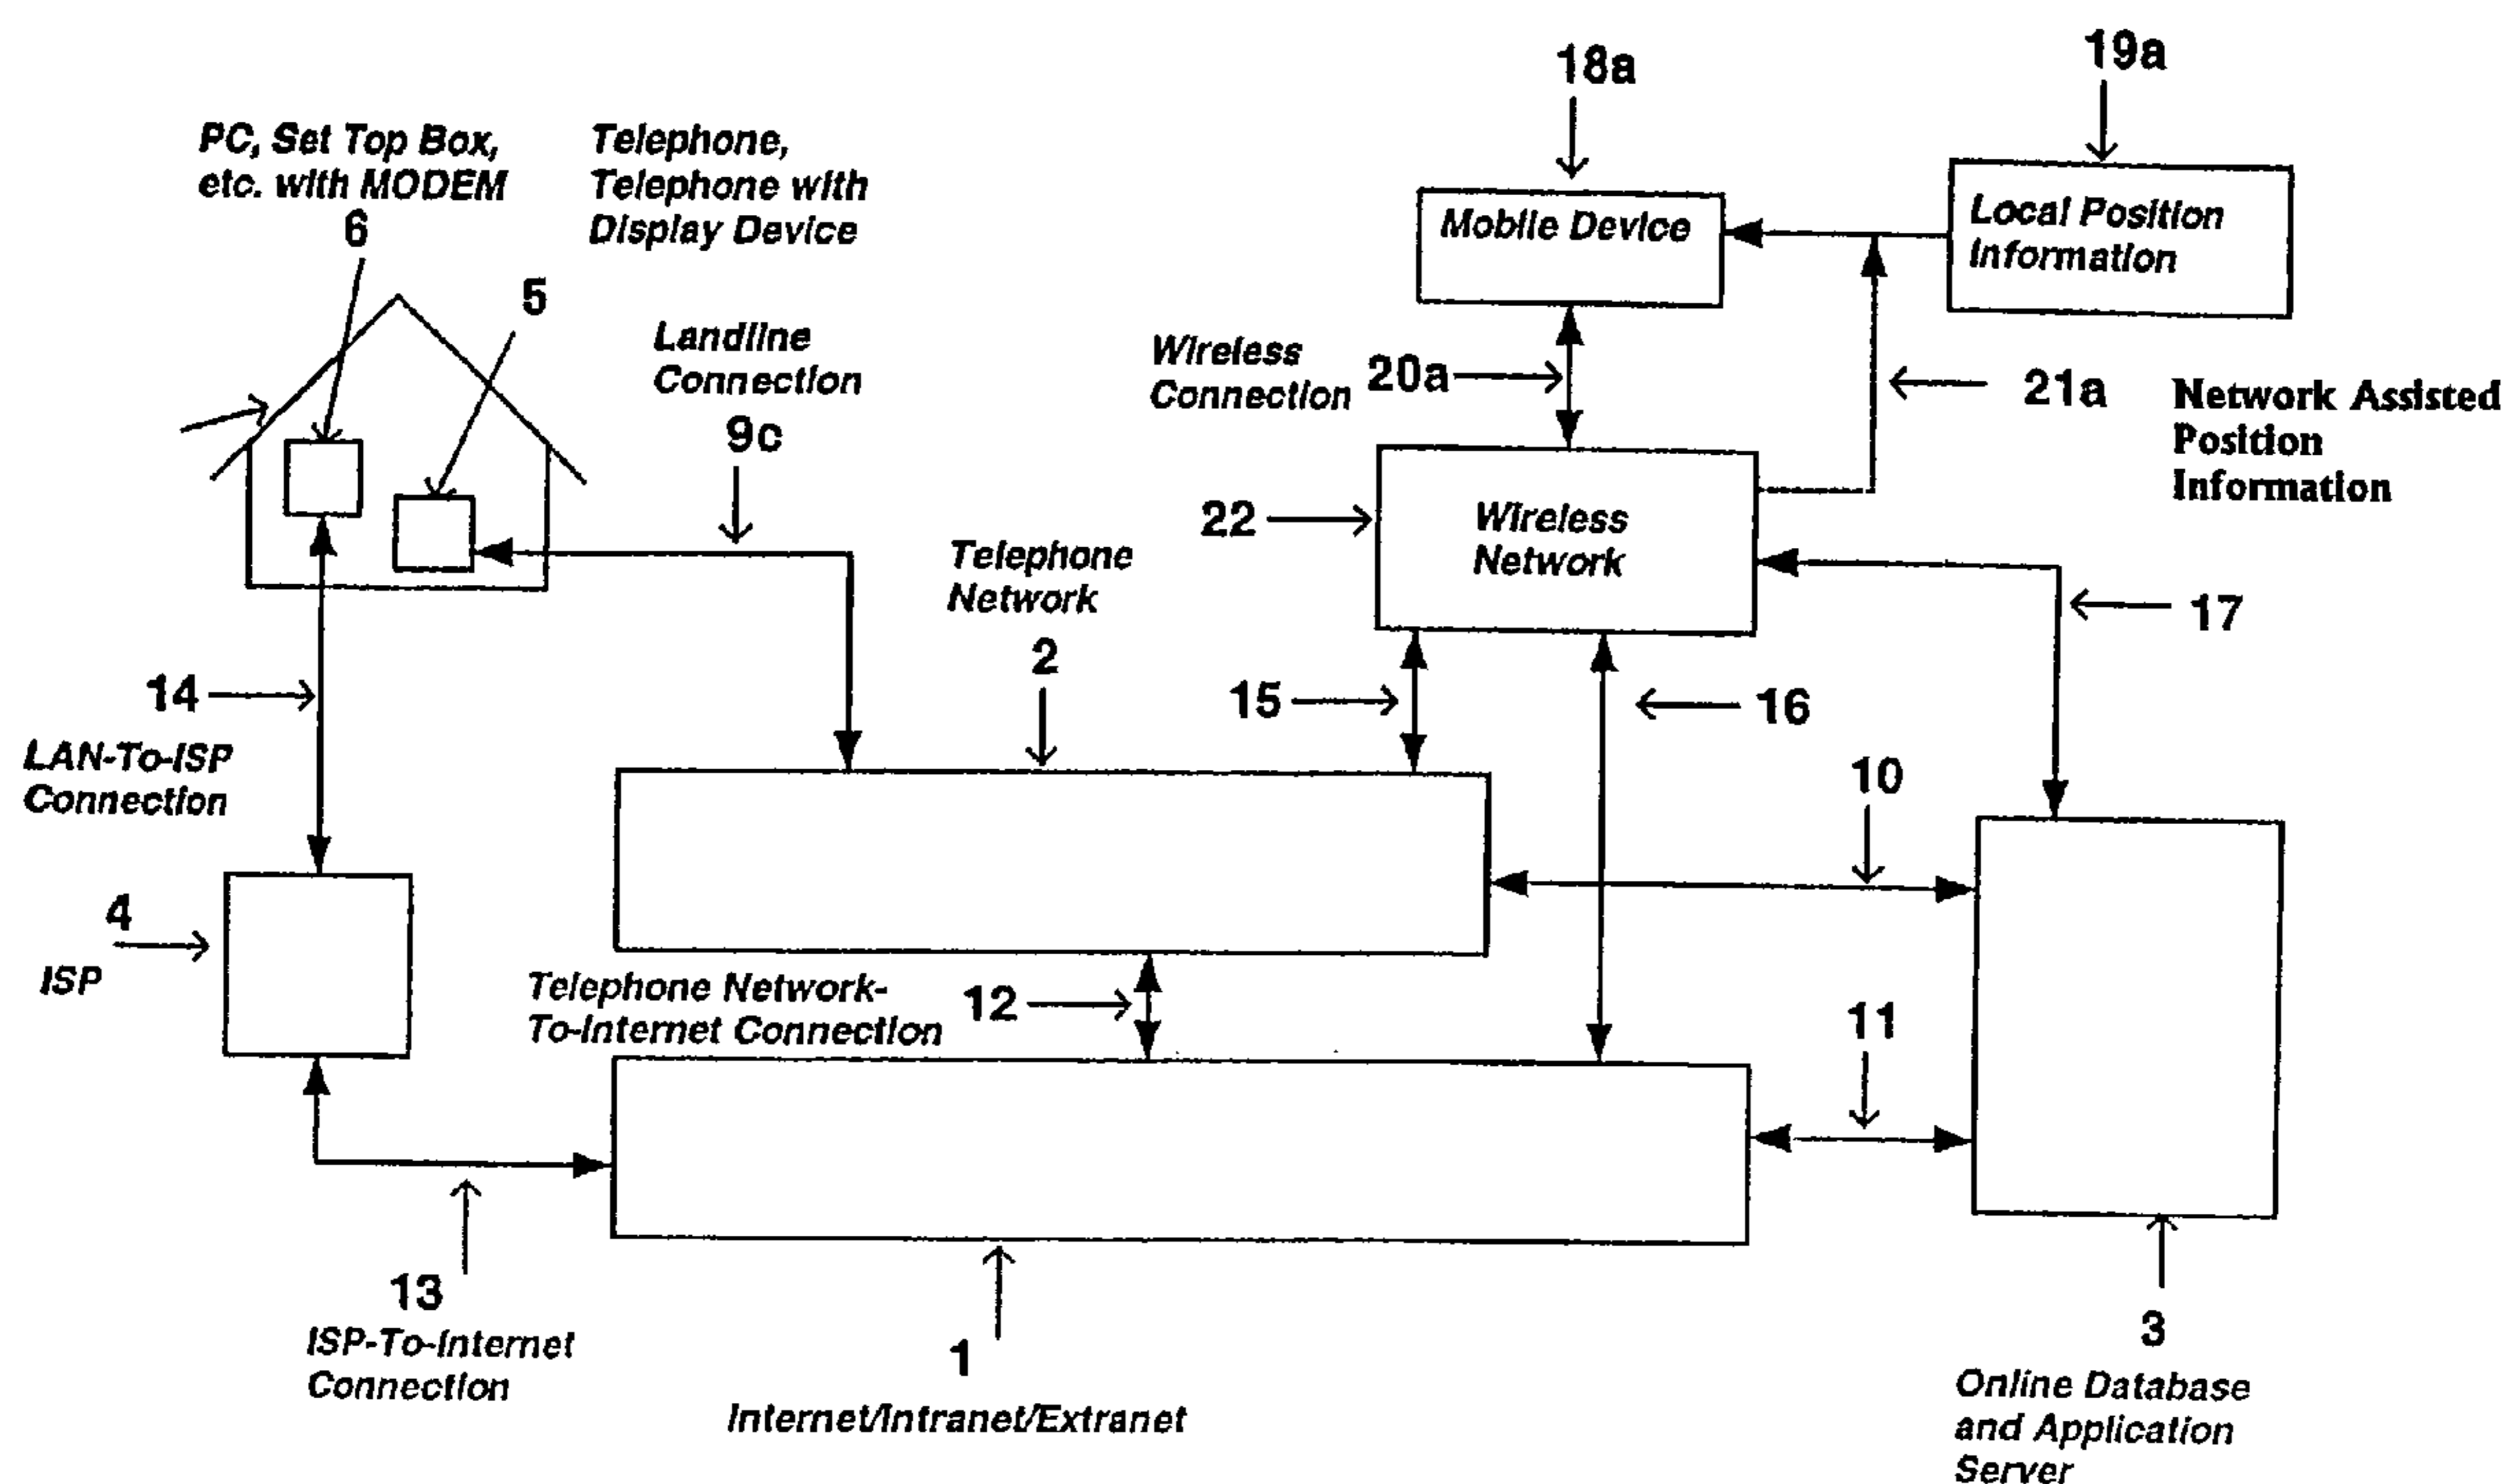 18a
19a
PC, Set Top Box,
etc. with MODEM
6
Telephone,
Telephone with
Display Device
5
Landline
Connection
9c
Mobile Device
Local Position
Information
Wireless
Connection
20a
21a
Network Assisted
Position
Information
22
Wireless
Network
17
Telephone
Network
2
14
LAN-To-ISP
Connection
15
16
10
4
ISP
Telephone Network-
To-Internet Connection
12
11
13
ISP-To-Internet
Connection
1
Internet/Intranet/Extranet
3
Online Database
and Application
Server